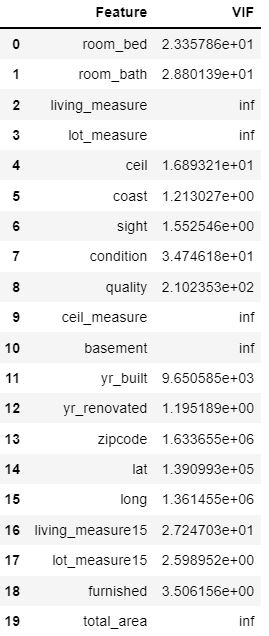 Feature VIF
0 room_bed 2.335786e+01
1 room_bath 2.880139e+01
2 living_measure inf
3 lot_measure inf
4 ceil 1.689321e+01
5 coast 1.213027e+00
6 sight 1.552546e+00
7 condition 3.474618e+01
8 quality 2.102353e+02
9 ceil_measure inf
10 basement inf
11 yr_built 9.650585e+03
12 yr_renovated 1.195189e+00
13 zipcode 1.633655e+06
14 lat 1.390993e+05
15 long 1.361455e+06
16 living_measure15 2.724703e+01
17 lot_measure15 2.598952e+00
18 furnished 3.506156e+00
19 total_area inf